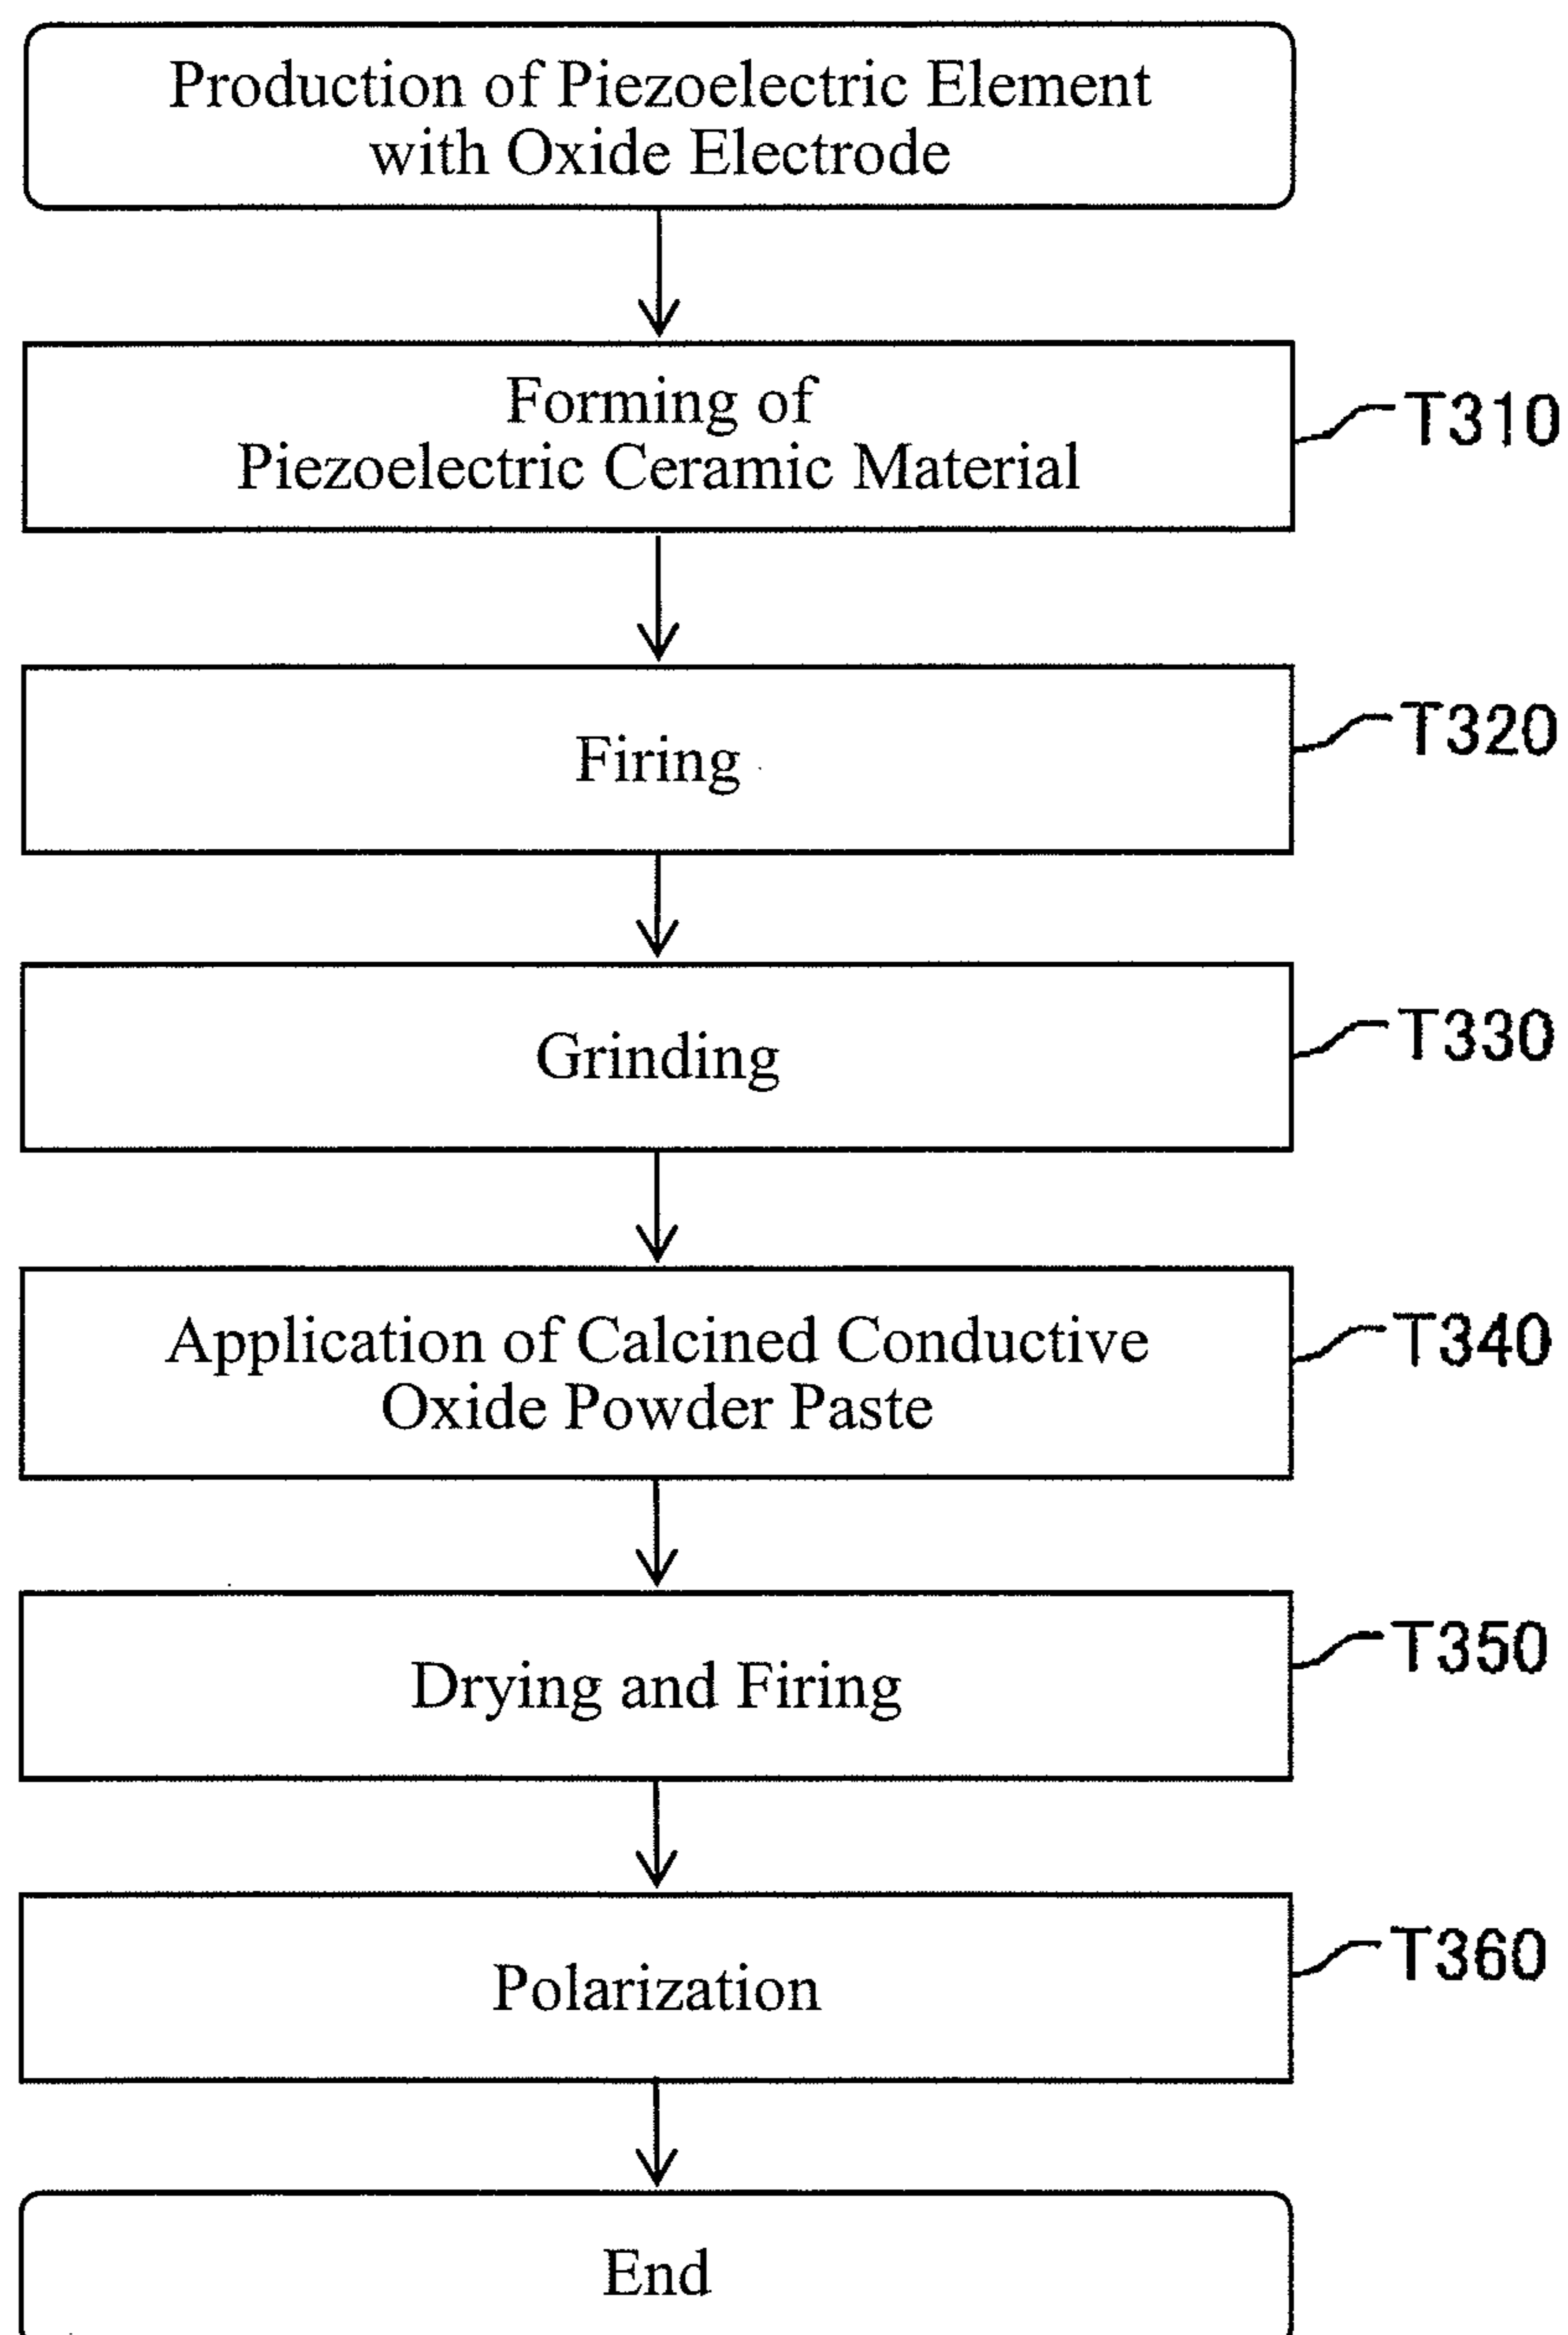 Production of Piezoelectric Element
with Oxide Electrode
Forming of
Piezoelectric Ceramic Material
T310
Firing
T320
Grinding
T330
Application of Calcined Conductive
Oxide Powder Paste
T340
Drying and Firing
T350
Polarization
T360
End